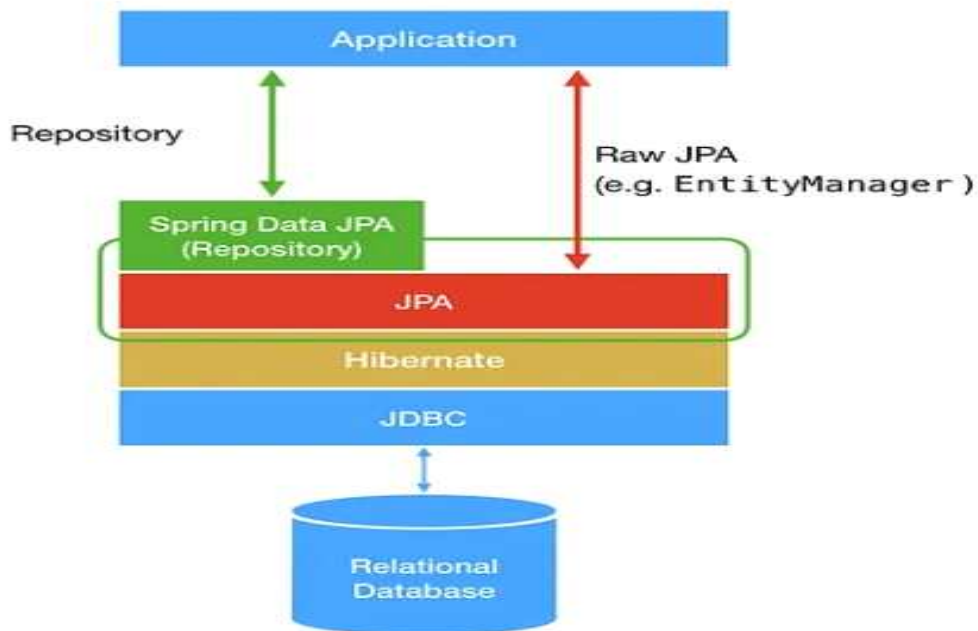 Application
Repository
Raw JPA
(e.g. EntityManager )
Spring Data JPA
(Repository)
JPA
Hibernate
JDBC
Relational
Database